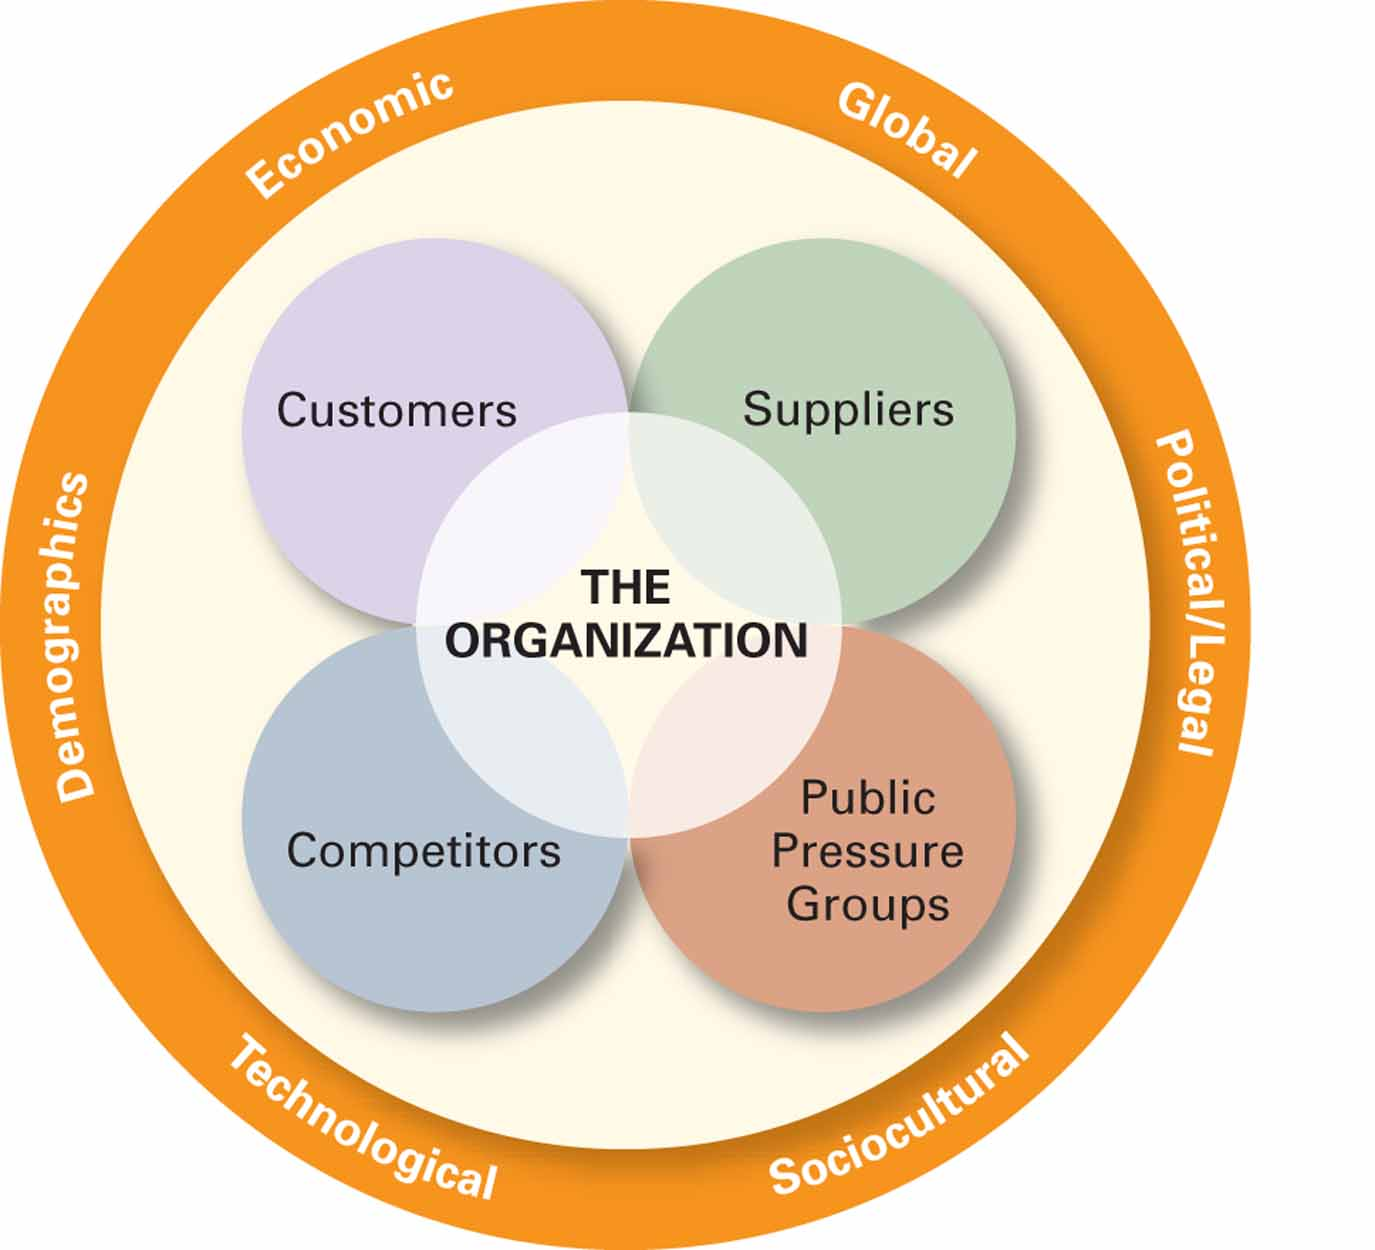 Economic
Global
Customers
Suppliers
Political/Legal
Demographics
THE
ORGANIZATION
Public
Pressure
Groups
Competitors
Technological
Sociocultural